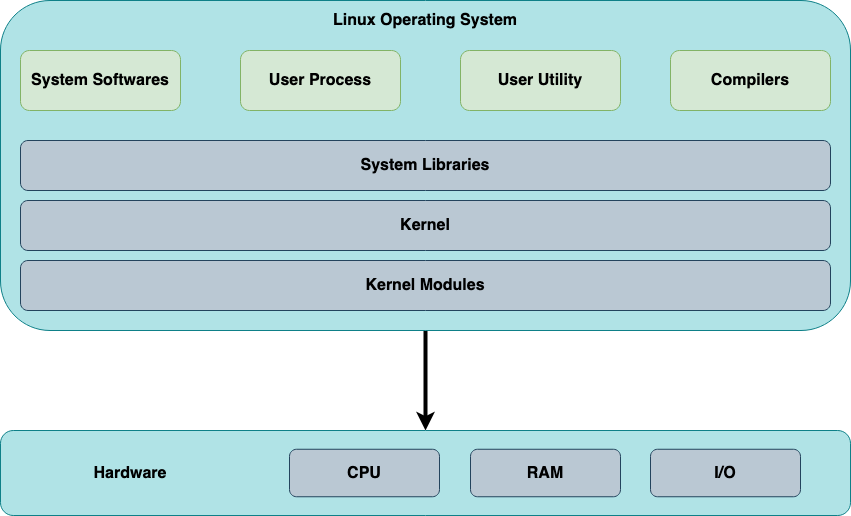 Linux Operating System
System Softwares
User Process
User Utility
Compilers
System Libraries
Kernel
Kernel Modules
Hardware
CPU
RAM
I/O